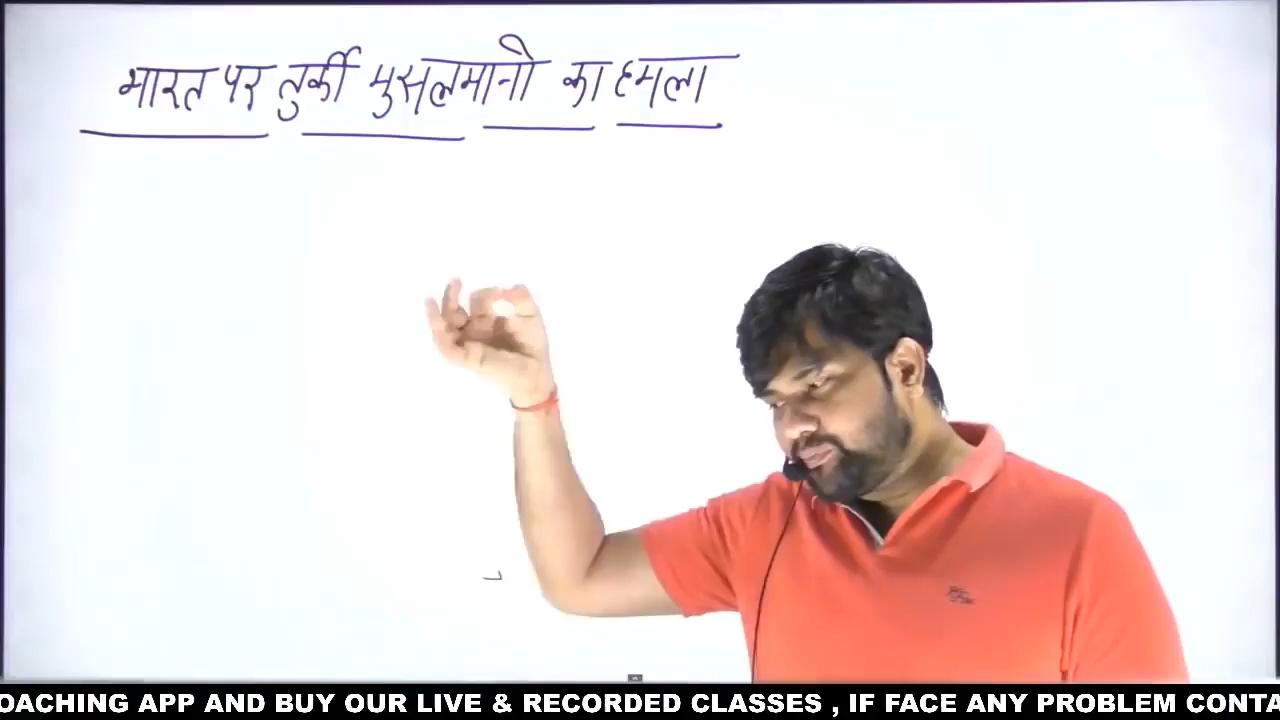 भारत पर तुर्की मुसलमानो का हमला
OACHING APP AND BUY OUR LIVE & RECORDED CLASSES , IF FACE ANY PROBLEM CONTA